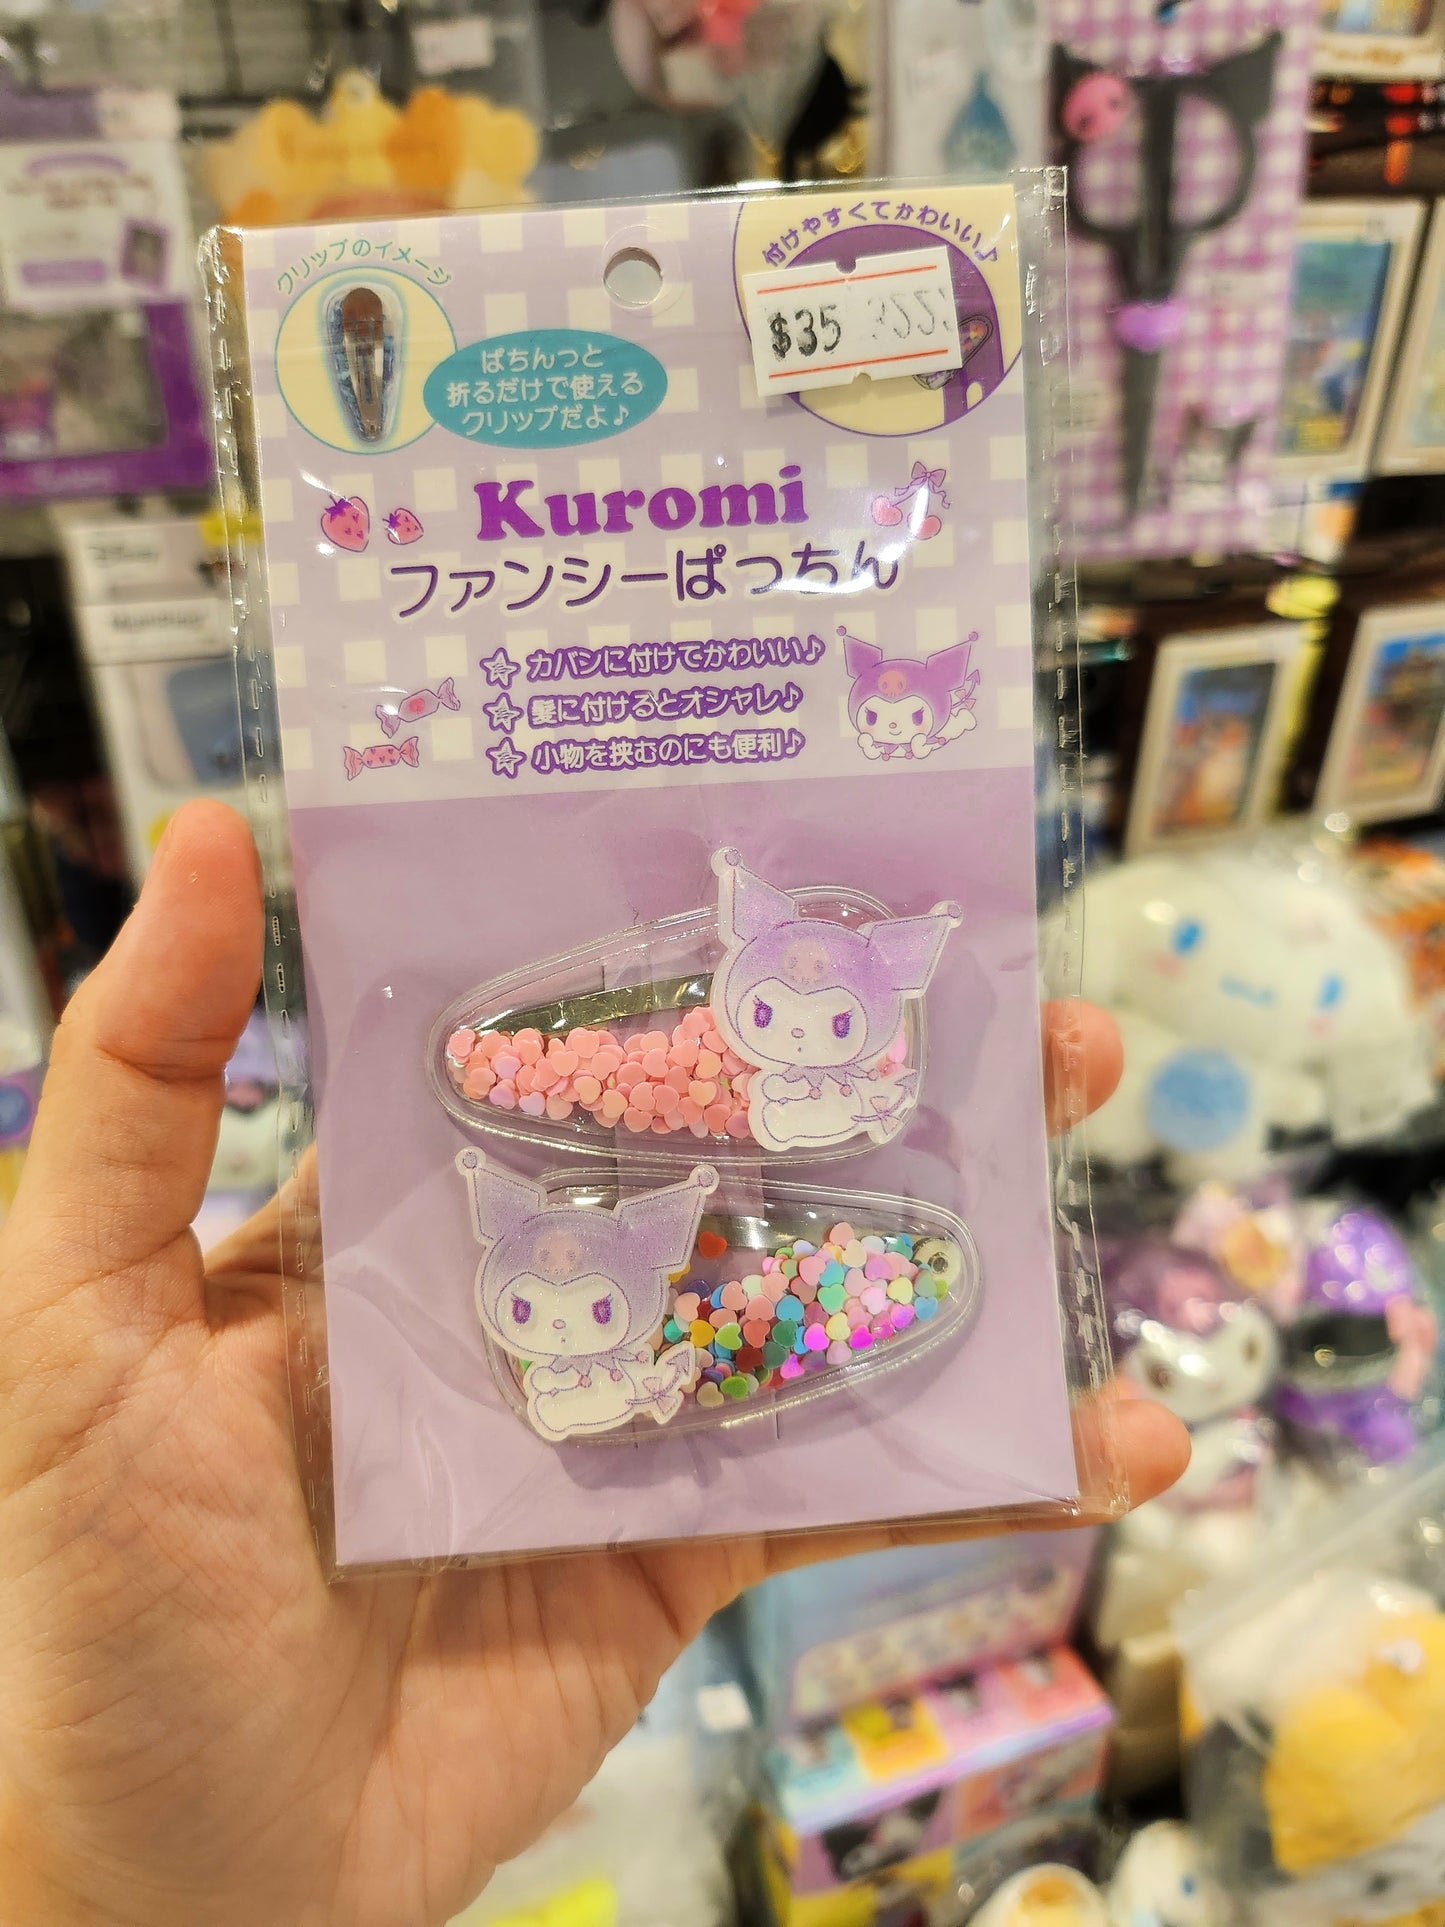 クリップのイメージ
付けやすくてかわいい♪
$35
ぱちんっと
折るだけで使える
クリップだよ♪
Kuromi
ファンシーぱっちん
カバンに付けてかわいい♪
髪に付けるとオシャレ♪
小物を挟むのにも便利♪